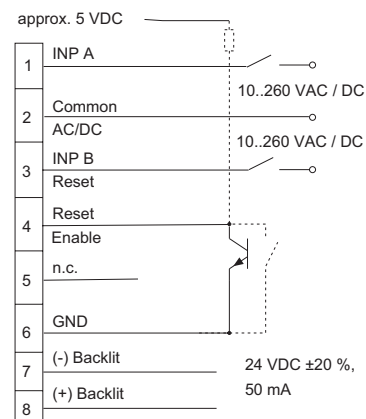 approx. 5 VDC
INP A
1
10..260 VAC / DC
Common
2
AC/DC
10..260 VAC / DC
INP B
3
Reset
Reset
4
Enable
n.c.
5
GND
6
(-) Backlit
7
24 VDC ±20 %,
50 mA
(+) Backlit
8